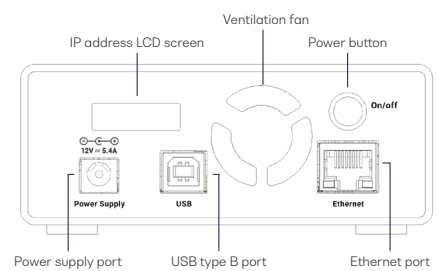 Ventilation fan
IP address LCD screen
Power button
On/off
12V ⎓ 5.4A
Power Supply
USB
Ethernet
Power supply port
USB type B port
Ethernet port